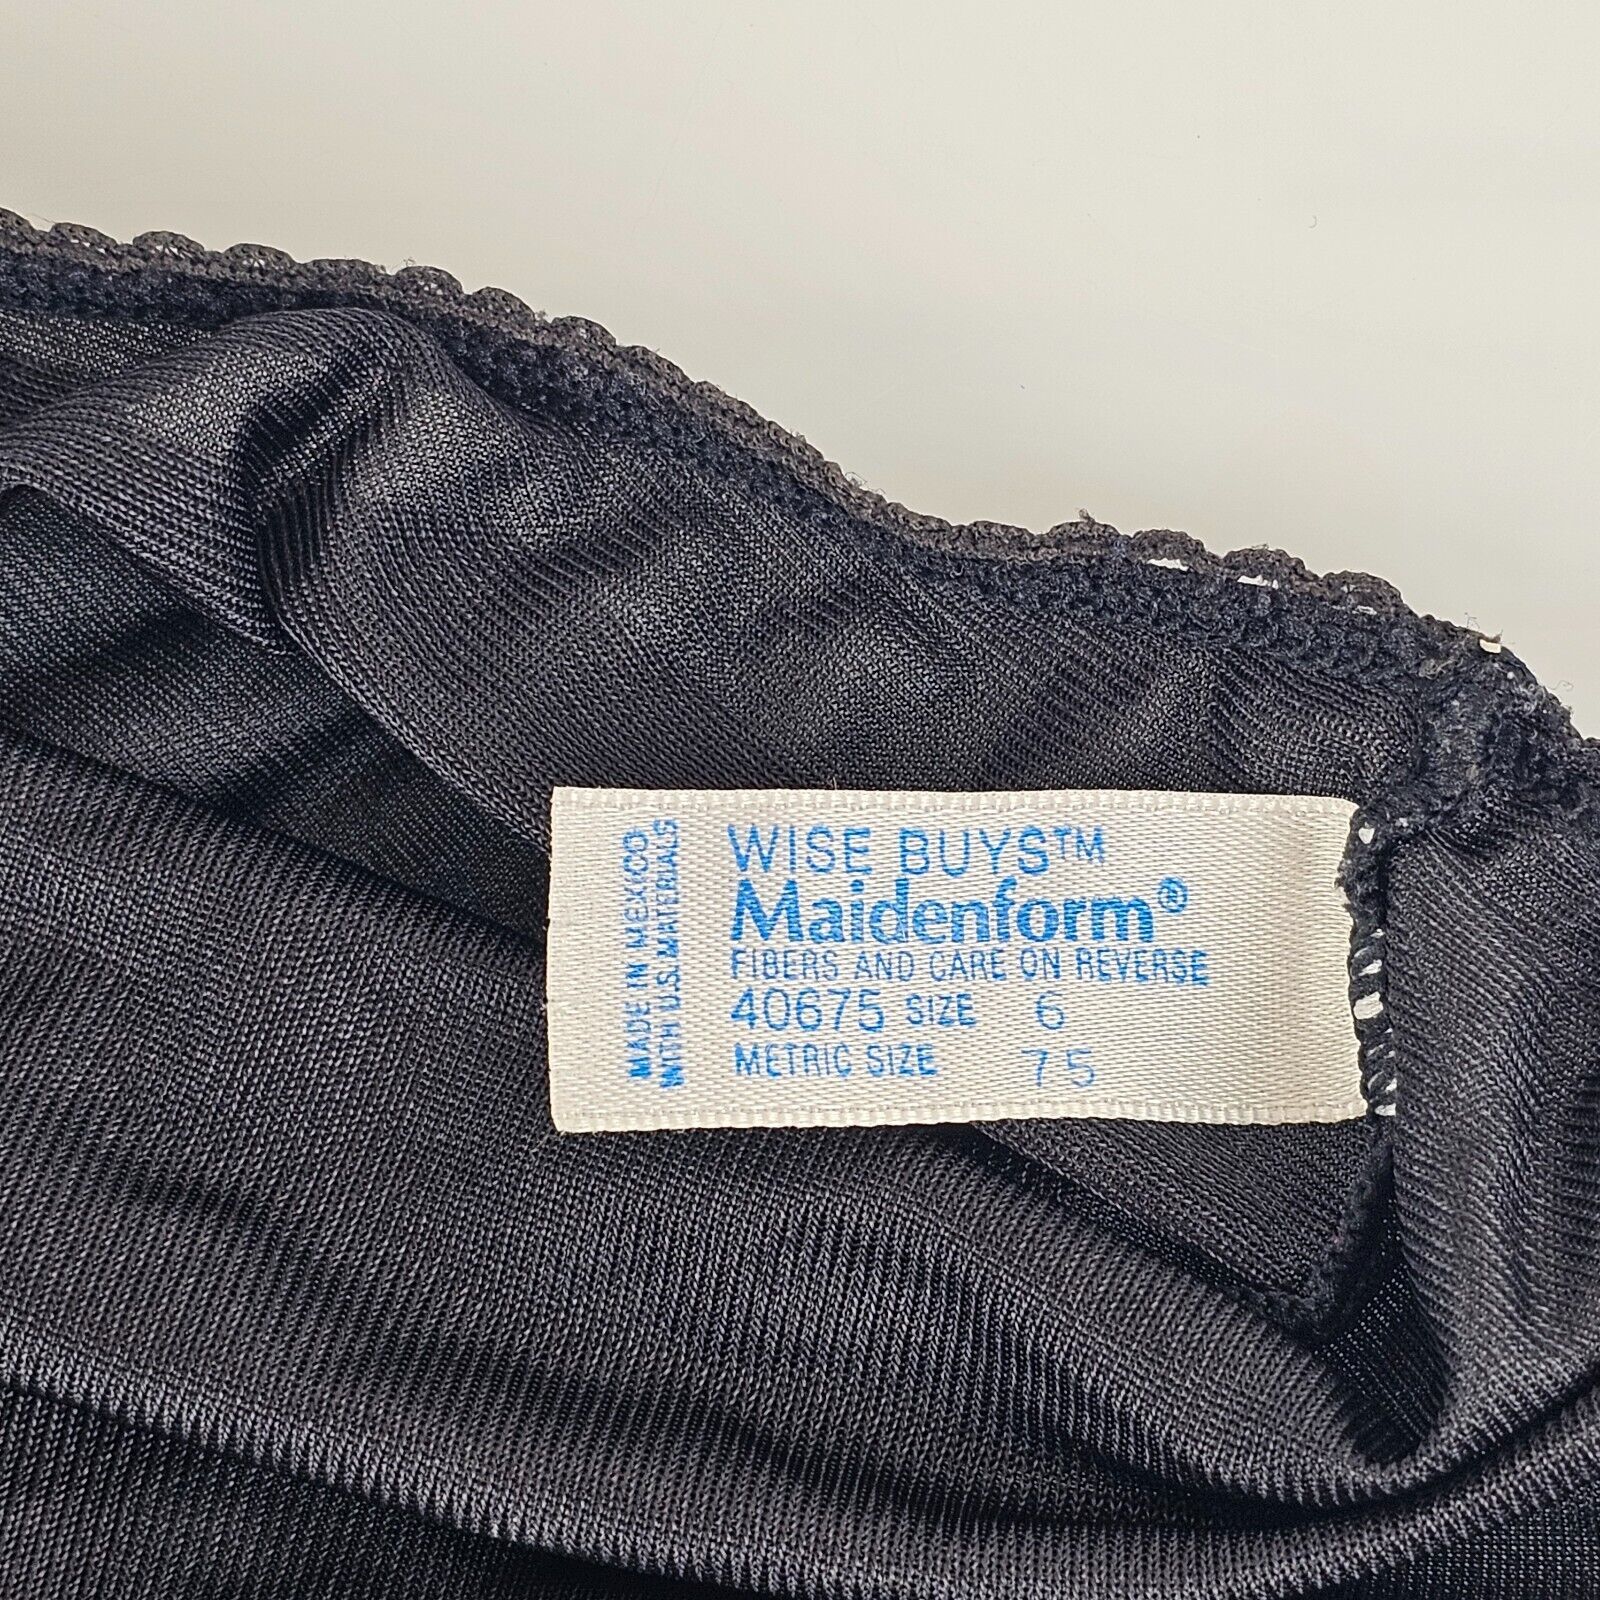 WISE BUYS™
Maidenform®
FIBERS AND CARE ON REVERSE
40675 SIZE 6
METRIC SIZE 75
MADE IN MEXICO
WITH U.S. MATERIALS